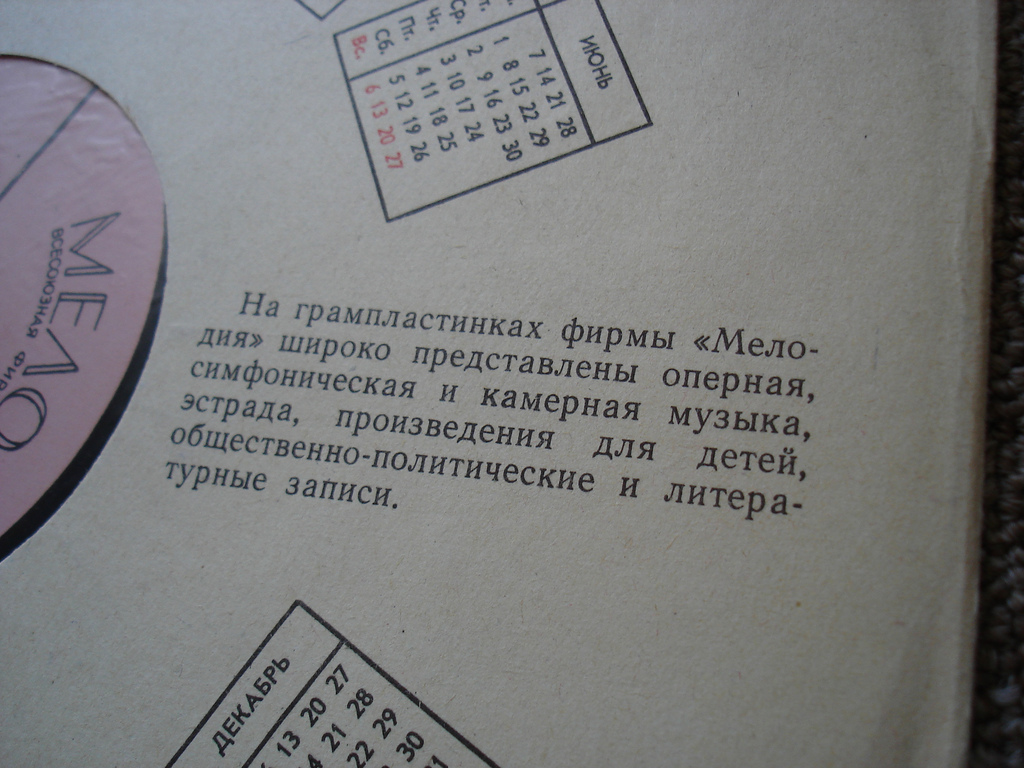 ИЮНЬ
7 14 21 28
1 8 15 22 29
Ср. 2 9 16 23 30
Чт. 3 10 17 24
Пт. 4 11 18 25
Сб. 5 12 19 26
Вс. 6 13 20 27
МЕЛО
ВСЕСОЮЗНАЯ ФИР
На грампластинках фирмы «Мело-
дия» широко представлены оперная,
симфоническая и камерная музыка,
эстрада, произведения для детей,
общественно-политические и литера-
турные записи.
ДЕКАБРЬ
13 20 27
21 28
22 29
30